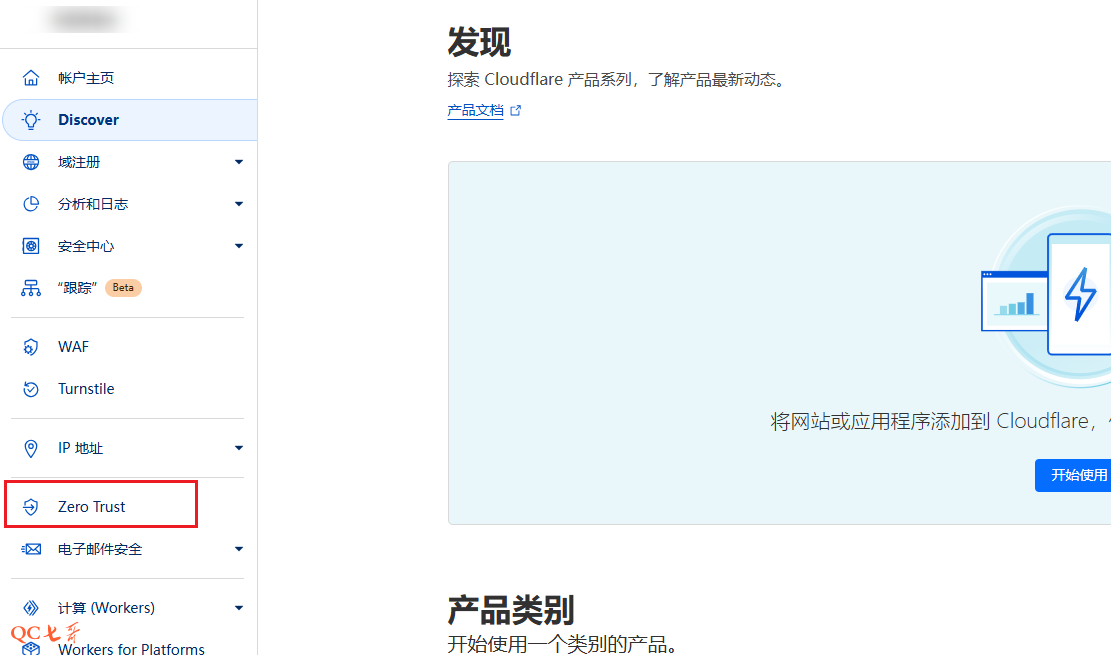 帐户主页
Discover
域注册
分析和日志
安全中心
“跟踪” Beta
WAF
Turnstile
IP 地址
Zero Trust
电子邮件安全
计算 (Workers)
QC七哥
Workers for Platforms
发现
探索 Cloudflare 产品系列，了解产品最新动态。
产品文档
将网站或应用程序添加到 Cloudflare，
开始使用
产品类别
开始使用一个类别的产品。